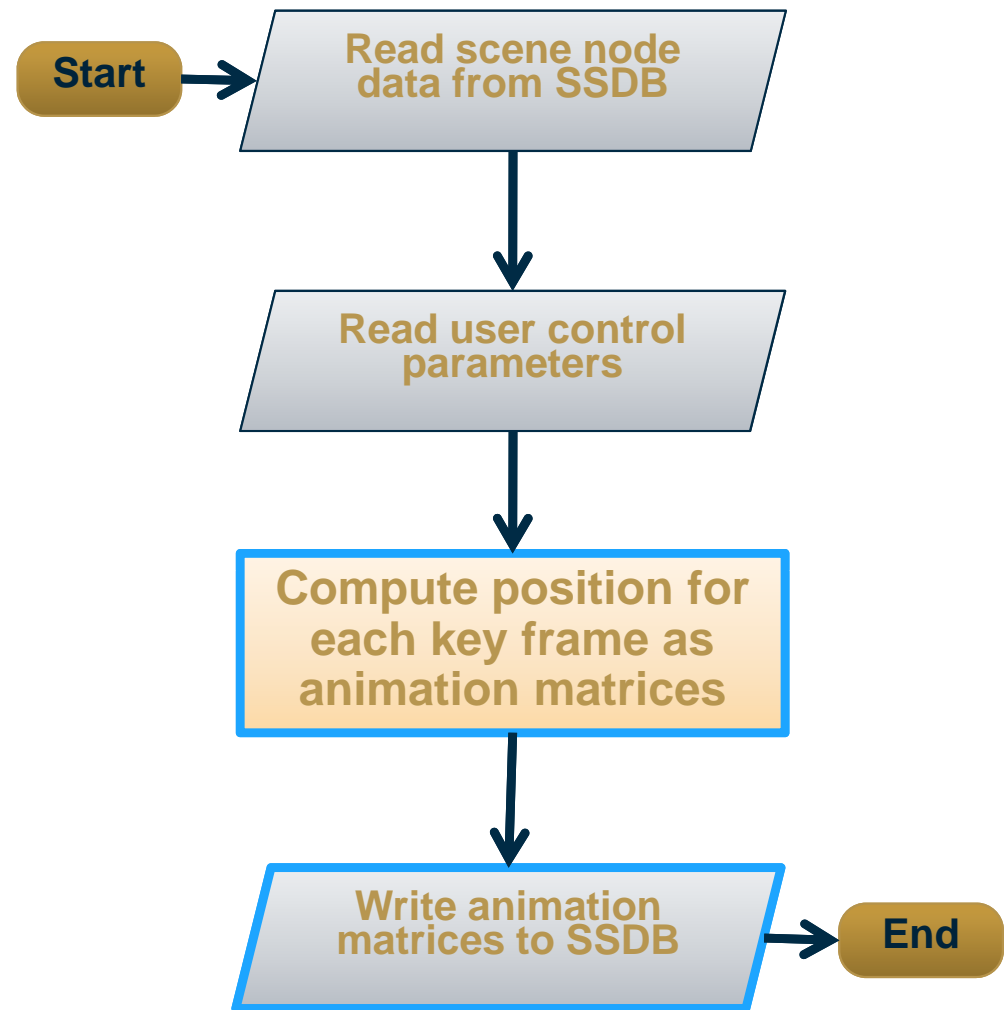 Start
Read scene node
data from SSDB
Read user control
parameters
Compute position for
each key frame as
animation matrices
Write animation
matrices to SSDB
End